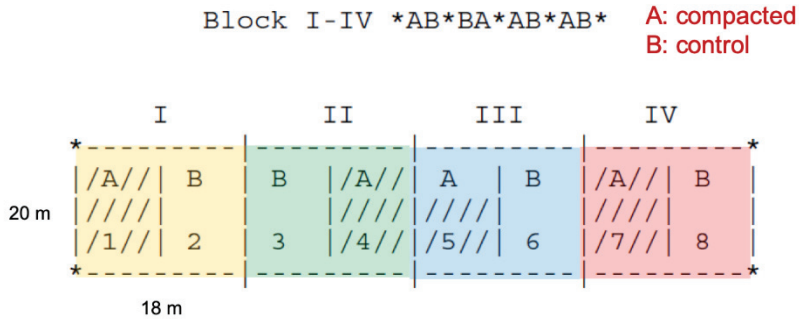 Block I-IV *AB*BA*AB*AB*
A: compacted
B: control
I II III IV
*---------|---------|---------|---------*
|/A//| B | B |/A//| A | B |/A//| B |
20 m |////| |////|////| |////| |
|/1//| 2 | 3 |/4//|/5//| 6 |/7//| 8 |
*---------|---------|---------|---------*
18 m